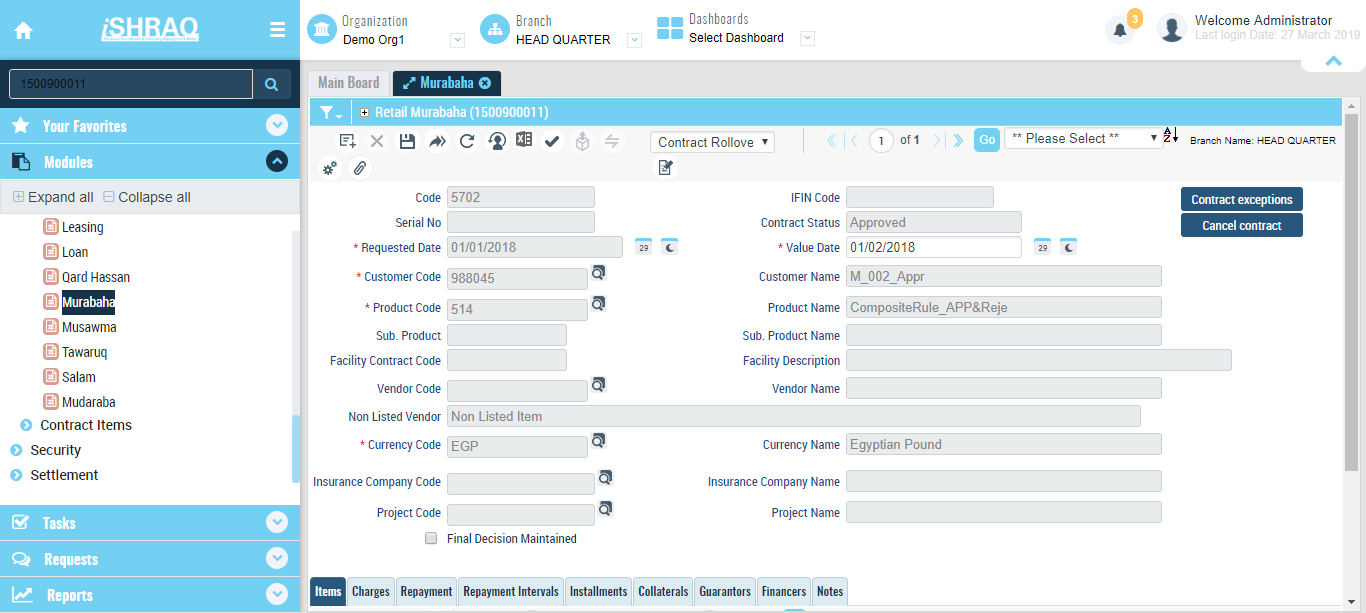 iSHRAQ
Organization
Demo Org1
Branch
HEAD QUARTER
Dashboards
Select Dashboard
3
Welcome Administrator
Last login Date: 27 March 2019
1500900011
Your Favorites
Modules
Expand all
Collapse all
Leasing
Loan
Qard Hassan
Murabaha
Musawma
Tawaruq
Salam
Mudaraba
Contract Items
Security
Settlement
Tasks
Requests
Reports
Main Board
Murabaha
Retail Murabaha (1500900011)
Contract Rollove
1 of 1
Go
** Please Select **
Branch Name: HEAD QUARTER
Code 5702
IFIN Code
Contract exceptions
Serial No
Contract Status Approved
Cancel contract
* Requested Date 01/01/2018 29
* Value Date 01/02/2018 29
* Customer Code 988045
Customer Name M_002_Appr
* Product Code 514
Product Name CompositeRule_APP&Reje
Sub. Product
Sub. Product Name
Facility Contract Code
Facility Description
Vendor Code
Vendor Name
Non Listed Vendor Non Listed Item
* Currency Code EGP
Currency Name Egyptian Pound
Insurance Company Code
Insurance Company Name
Project Code
Project Name
Final Decision Maintained
Items
Charges
Repayment
Repayment Intervals
Installments
Collaterals
Guarantors
Financers
Notes